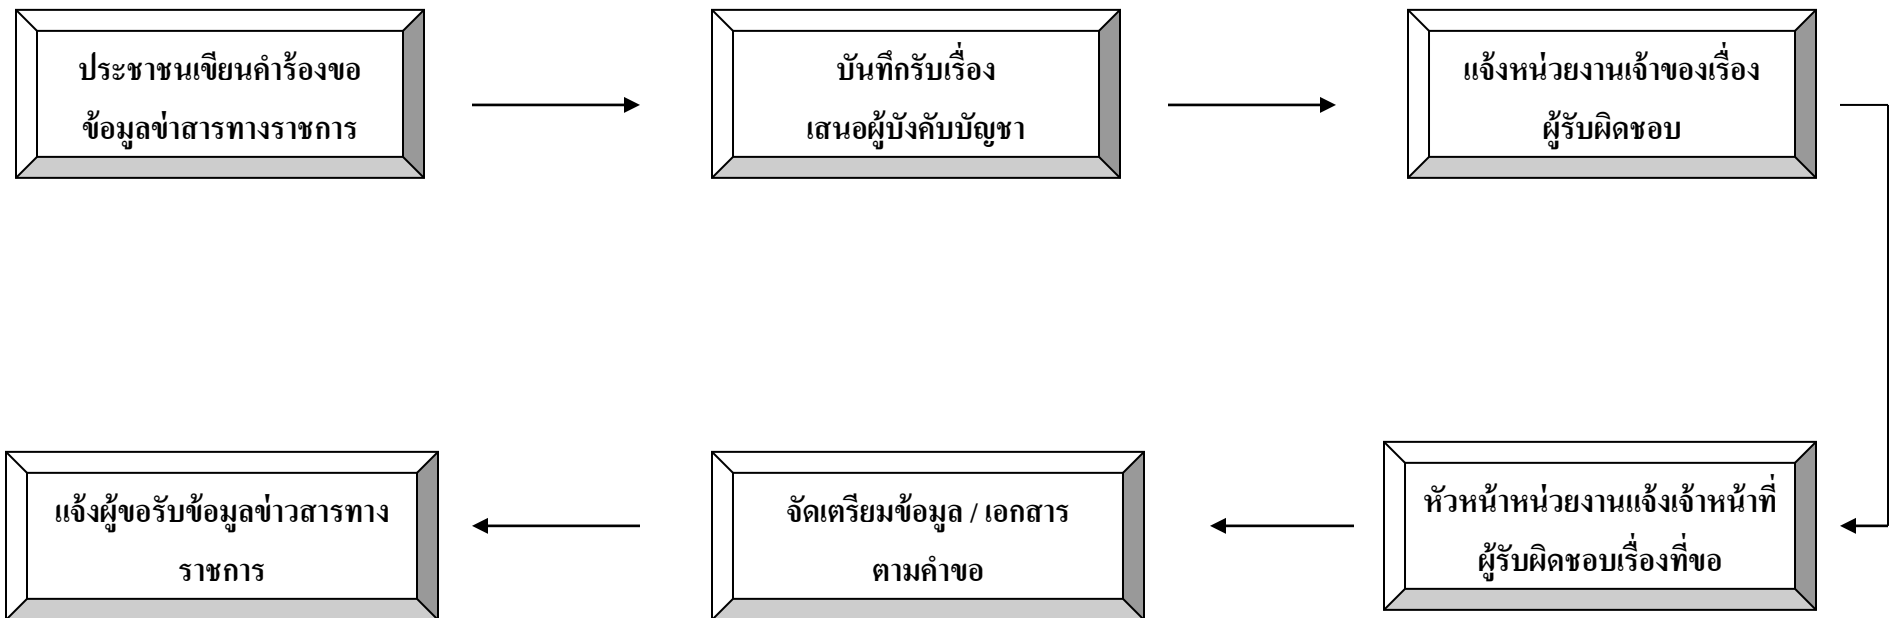 ประชาชนเขียนคำร้องขอ
ข้อมูลข่าสารทางราชการ
บันทึกรับเรื่อง
เสนอผู้บังคับบัญชา
แจ้งหน่วยงานเจ้าของเรื่อง
ผู้รับผิดชอบ
หัวหน้าหน่วยงานแจ้งเจ้าหน้าที่
ผู้รับผิดชอบเรื่องที่ขอ
จัดเตรียมข้อมูล / เอกสาร
ตามคำขอ
แจ้งผู้ขอรับข้อมูลข่าวสารทาง
ราชการ